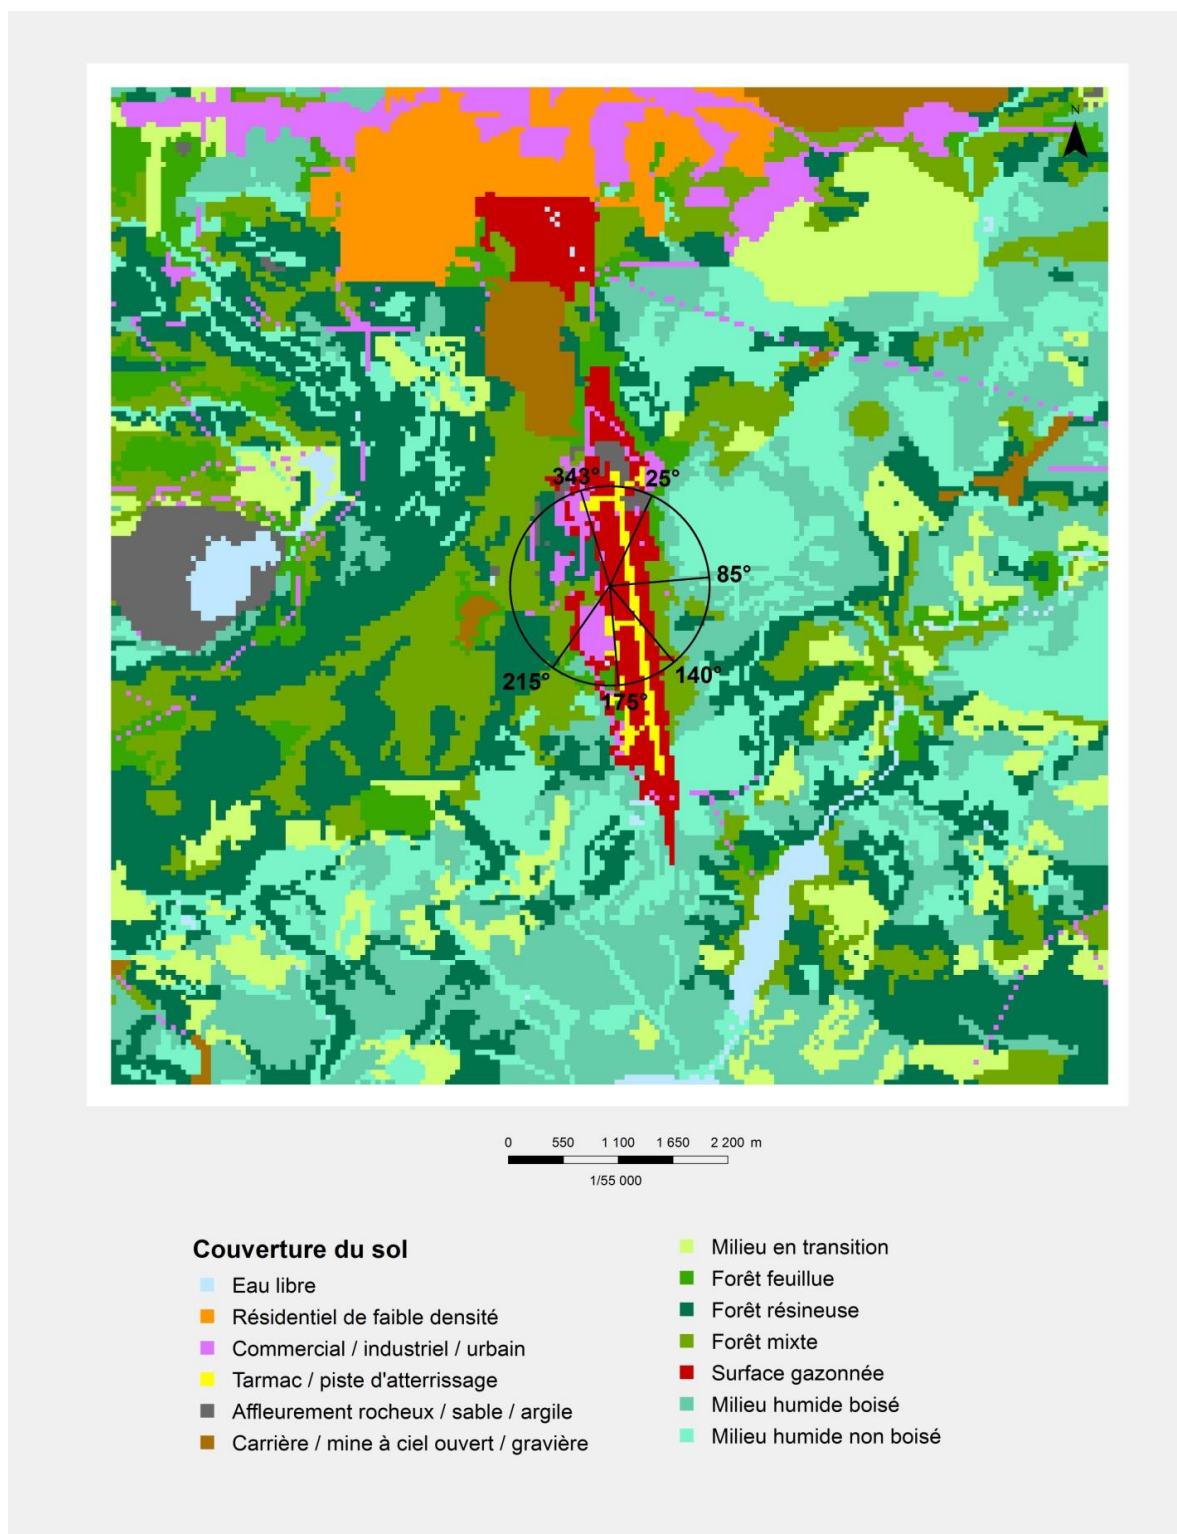 N
343°
25°
85°
140°
175°
215°
0 550 1 100 1 650 2 200 m
1/55 000
Couverture du sol
Eau libre
Résidentiel de faible densité
Commercial / industriel / urbain
Tarmac / piste d'atterrissage
Affleurement rocheux / sable / argile
Carrière / mine à ciel ouvert / gravière
Milieu en transition
Forêt feuillue
Forêt résineuse
Forêt mixte
Surface gazonnée
Milieu humide boisé
Milieu humide non boisé